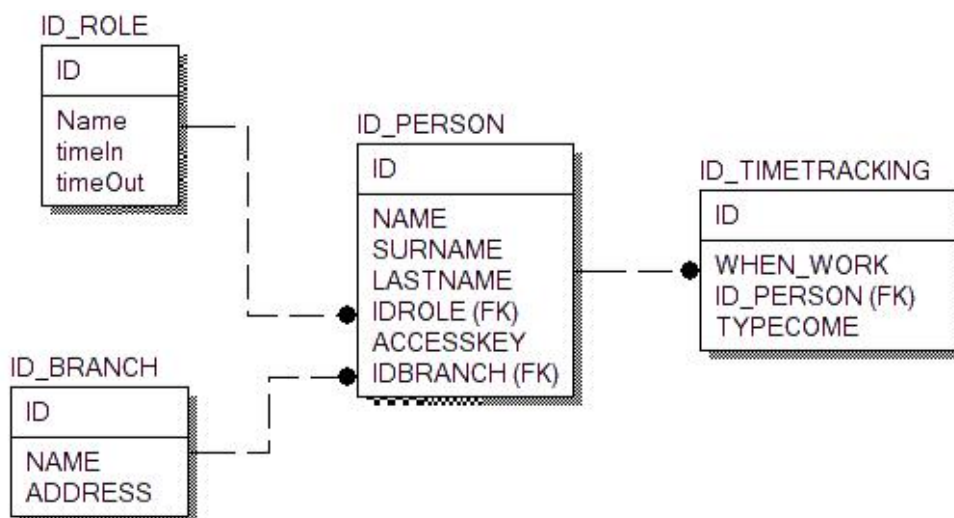 ID_ROLE
ID
Name
timeIn
timeOut
ID_PERSON
ID
NAME
SURNAME
LASTNAME
IDROLE (FK)
ACCESSKEY
IDBRANCH (FK)
ID_TIMETRACKING
ID
WHEN_WORK
ID_PERSON (FK)
TYPECOME
ID_BRANCH
ID
NAME
ADDRESS